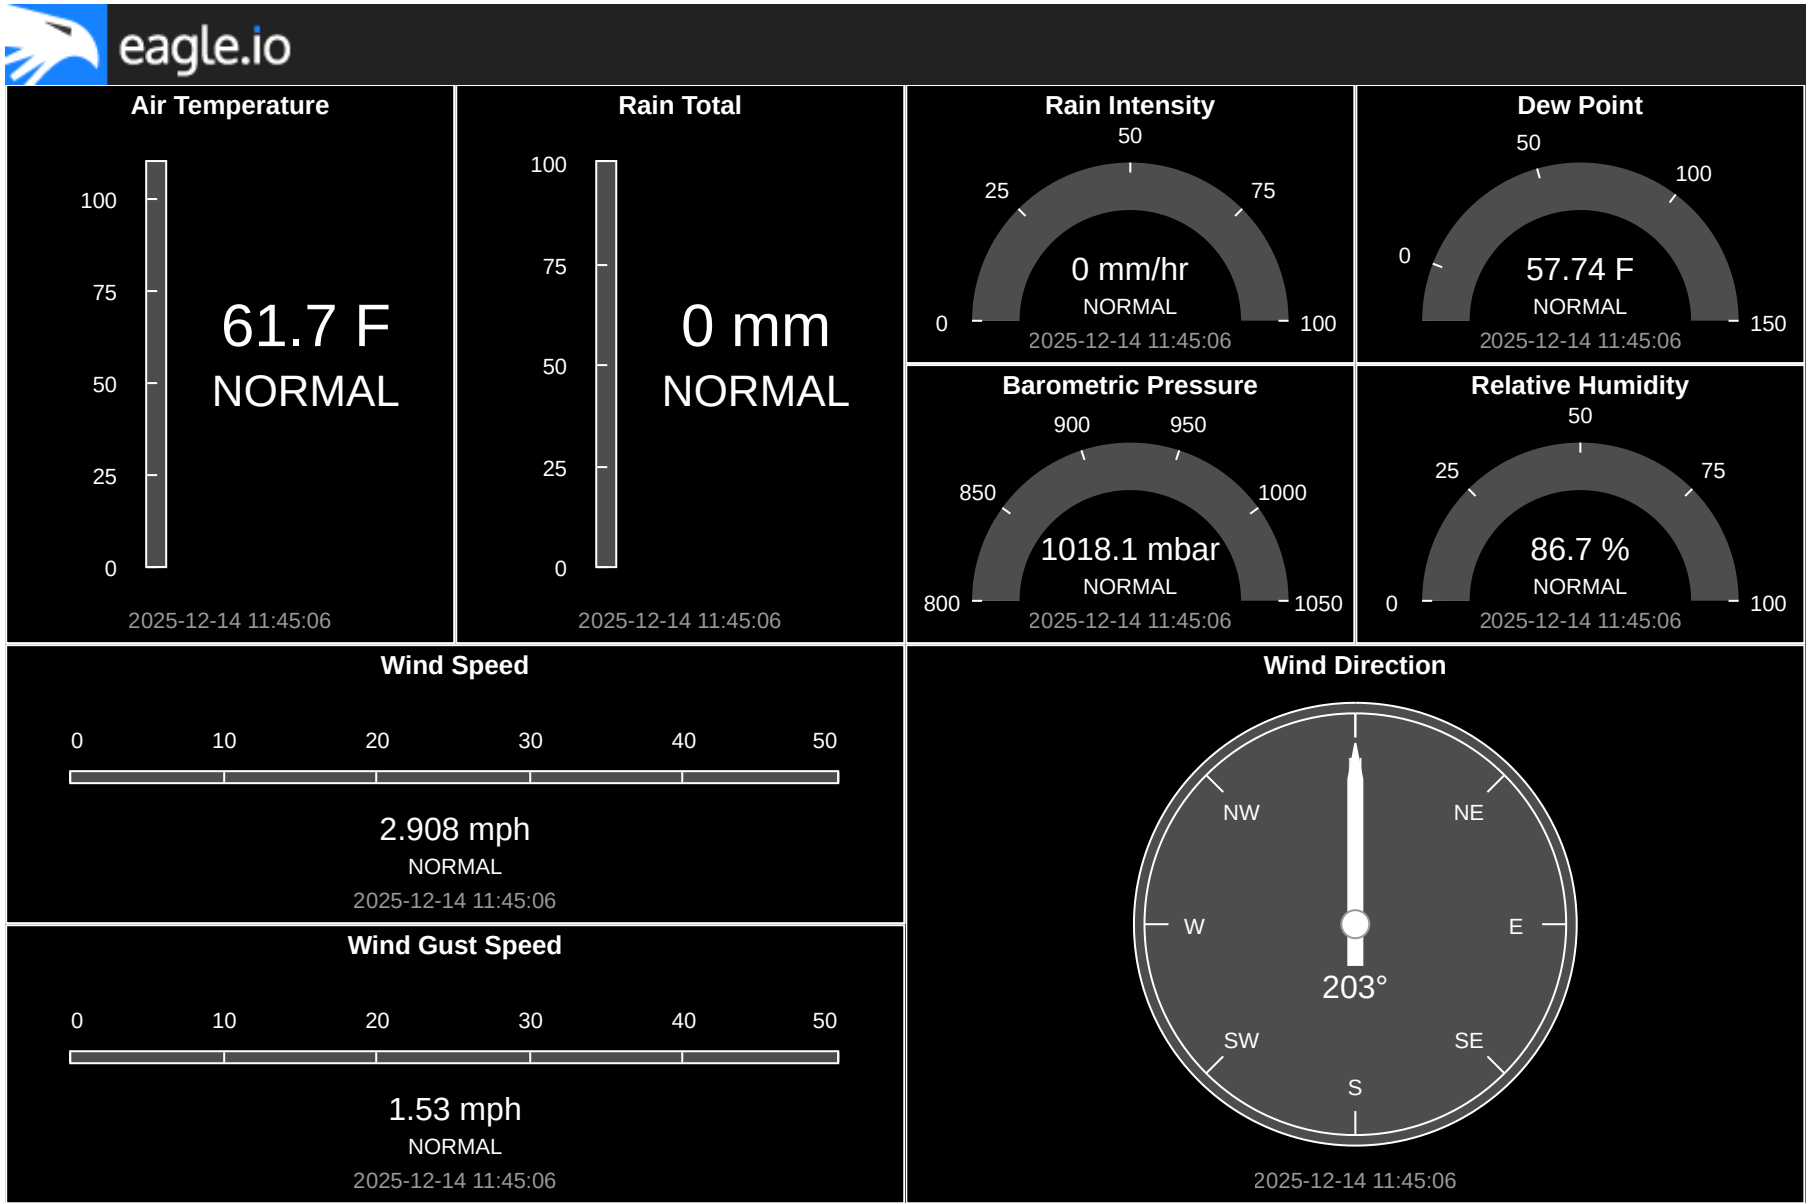 eagle.io
Air Temperature
100
75
50
25
0
61.7 F
NORMAL
2025-12-14 11:45:06
Rain Total
100
75
50
25
0
0 mm
NORMAL
2025-12-14 11:45:06
Rain Intensity
50
25
75
0
100
0 mm/hr
NORMAL
2025-12-14 11:45:06
Dew Point
50
100
0
150
57.74 F
NORMAL
2025-12-14 11:45:06
Barometric Pressure
900
950
850
1000
800
1050
1018.1 mbar
NORMAL
2025-12-14 11:45:06
Relative Humidity
50
25
75
0
100
86.7 %
NORMAL
2025-12-14 11:45:06
Wind Speed
0 10 20 30 40 50
2.908 mph
NORMAL
2025-12-14 11:45:06
Wind Gust Speed
0 10 20 30 40 50
1.53 mph
NORMAL
2025-12-14 11:45:06
Wind Direction
NW
NE
W
E
203°
SW
SE
S
2025-12-14 11:45:06